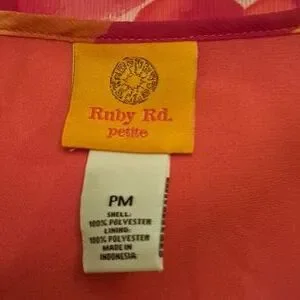 Ruby Rd.
petite
PM
SHELL:
100% POLYESTER
LINING:
100% POLYESTER
MADE IN
INDONESIA